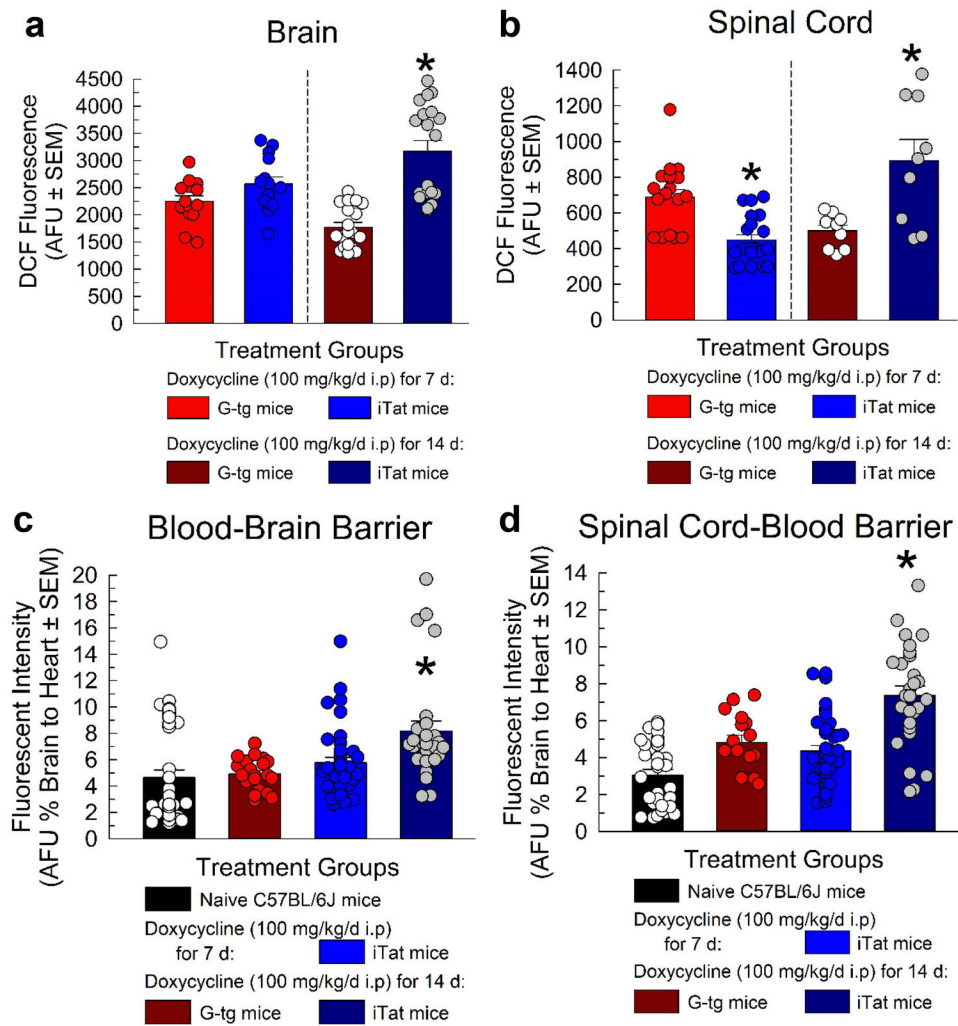 a
Brain
DCF Fluorescence
(AFU ± SEM)
4500
4000
3500
3000
2500
2000
1500
1000
500
0
*
Treatment Groups
Doxycycline (100 mg/kg/d i.p) for 7 d:
G-tg mice
iTat mice
Doxycycline (100 mg/kg/d i.p) for 14 d:
G-tg mice
iTat mice
b
Spinal Cord
DCF Fluorescence
(AFU ± SEM)
1400
1200
1000
800
600
400
200
0
*
*
Treatment Groups
Doxycycline (100 mg/kg/d i.p) for 7 d:
G-tg mice
iTat mice
Doxycycline (100 mg/kg/d i.p) for 14 d:
G-tg mice
iTat mice
c
Blood-Brain Barrier
Fluorescent Intensity
(AFU % Brain to Heart ± SEM)
20
18
16
14
12
10
8
6
4
2
0
*
Treatment Groups
Naive C57BL/6J mice
Doxycycline (100 mg/kg/d i.p)
for 7 d:
iTat mice
Doxycycline (100 mg/kg/d i.p) for 14 d:
G-tg mice
iTat mice
d
Spinal Cord-Blood Barrier
Fluorescent Intensity
(AFU % Brain to Heart ± SEM)
14
12
10
8
6
4
2
0
*
Treatment Groups
Naive C57BL/6J mice
Doxycycline (100 mg/kg/d i.p)
for 7 d:
iTat mice
Doxycycline (100 mg/kg/d i.p) for 14 d:
G-tg mice
iTat mice